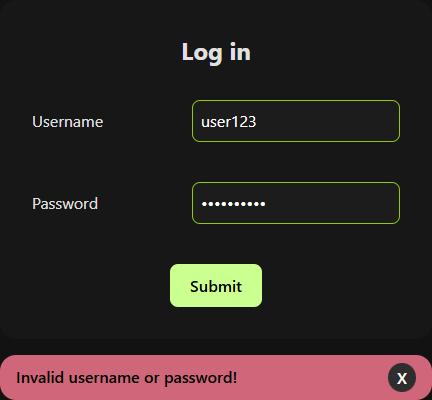 Log in
Username
user123
Password
••••••••••
Submit
Invalid username or password!
X